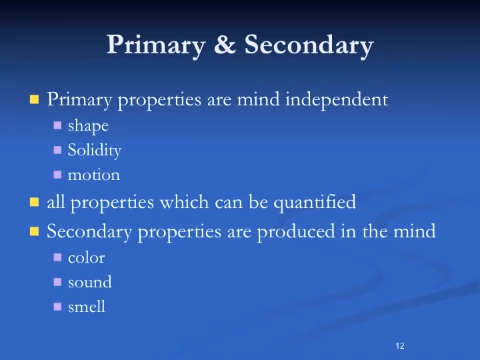 Primary & Secondary
Primary properties are mind independent
shape
Solidity
motion
all properties which can be quantified
Secondary properties are produced in the mind
color
sound
smell
12